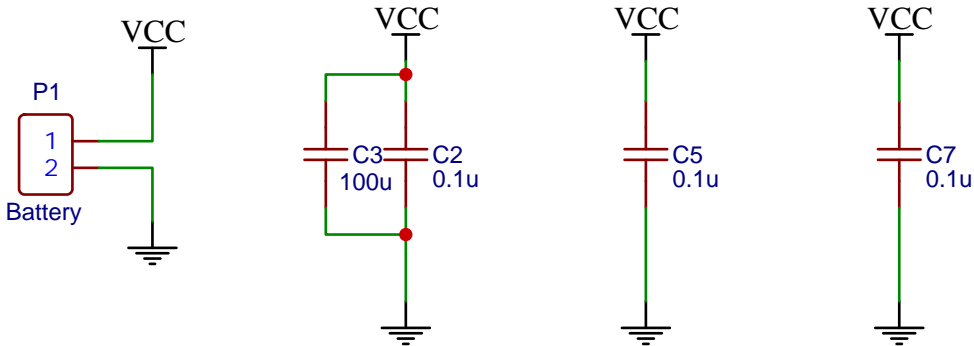 VCC
VCC
VCC
VCC
P1
1
2
Battery
C3
100u
C2
0.1u
C5
0.1u
C7
0.1u